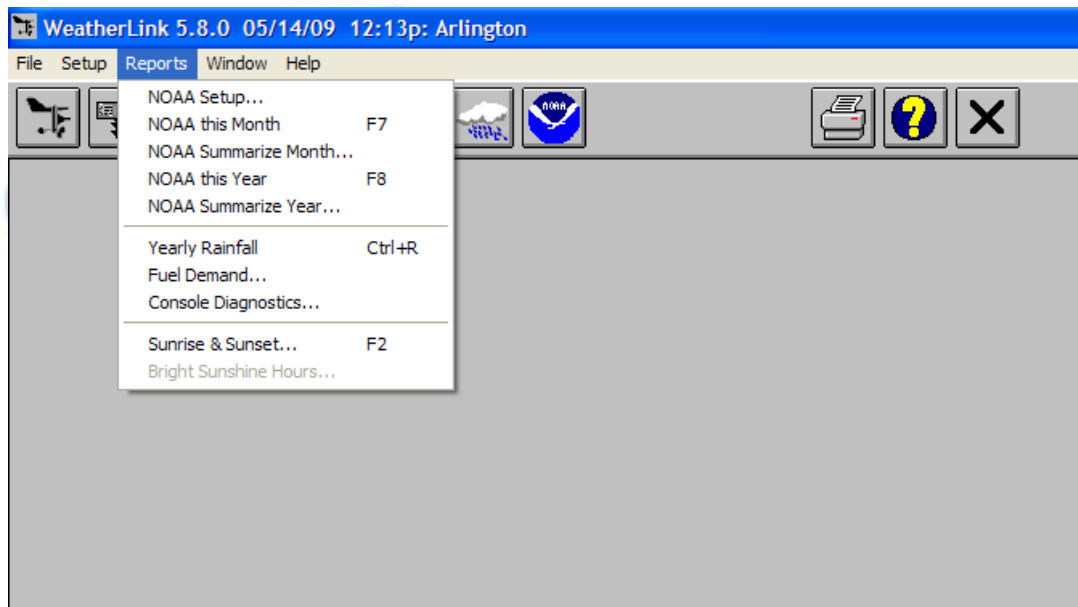 WeatherLink 5.8.0 05/14/09 12:13p: Arlington
File Setup Reports Window Help
NOAA Setup...
NOAA this Month F7
NOAA Summarize Month...
NOAA this Year F8
NOAA Summarize Year...
Yearly Rainfall Ctrl+R
Fuel Demand...
Console Diagnostics...
Sunrise & Sunset... F2
Bright Sunshine Hours...
NOAA